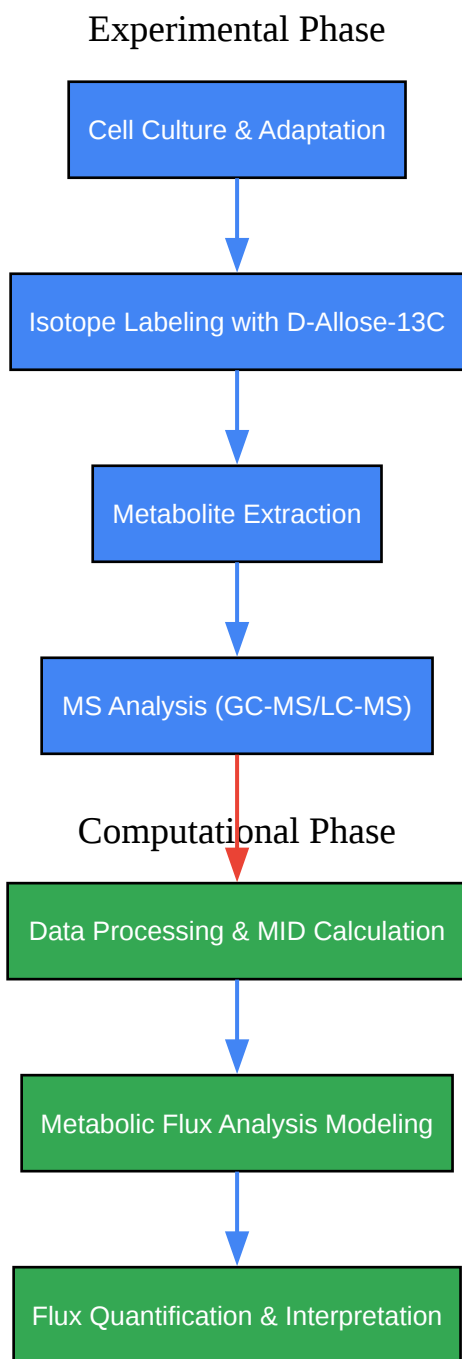 Experimental Phase
Cell Culture & Adaptation
Isotope Labeling with D-Allose-13C
Metabolite Extraction
MS Analysis (GC-MS/LC-MS)
Computational Phase
Data Processing & MID Calculation
Metabolic Flux Analysis Modeling
Flux Quantification & Interpretation